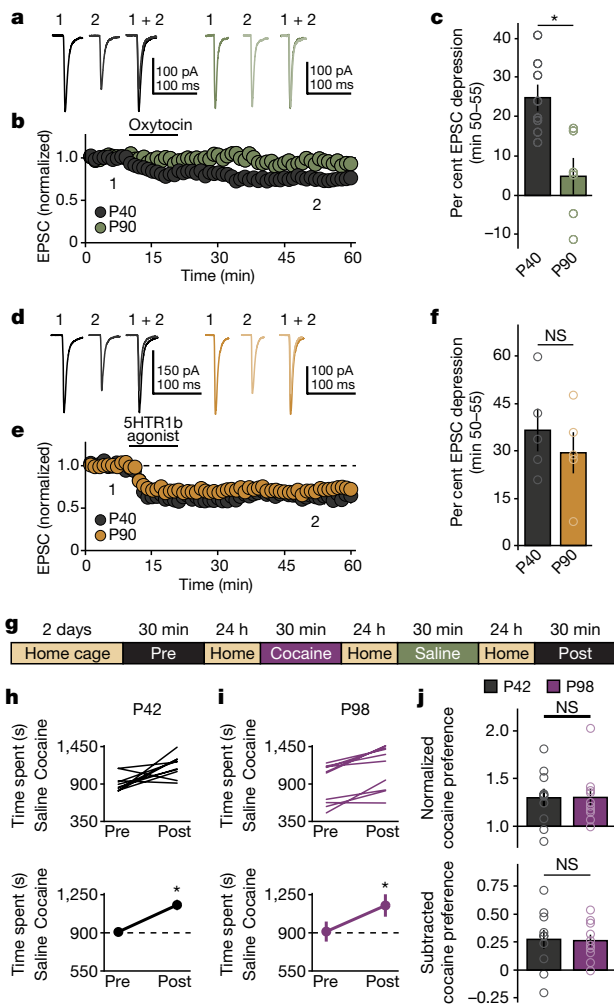 a
1 2 1 + 2
100 pA
100 ms
100 pA
100 ms
b
Oxytocin
EPSC (normalized)
1.0
0.5
0
1
2
P40
P90
0 15 30 45 60
Time (min)
c
*
Per cent EPSC depression
(min 50–55)
40
30
20
10
0
−10
P40
P90
d
1 2 1 + 2 1 2 1 + 2
150 pA
100 ms
100 pA
100 ms
e
5HTR1b
agonist
EPSC (normalized)
1.0
0.5
0
1
2
P40
P90
0 15 30 45 60
Time (min)
f
NS
Per cent EPSC depression
(min 50–55)
60
45
30
15
0
P40
P90
g
2 days 30 min 24 h 30 min 24 h 30 min 24 h 30 min
Home cage Pre Home Cocaine Home Saline Home Post
h
P42
Time spent (s)
Saline Cocaine
1,450
900
350
Pre Post
Time spent (s)
Saline Cocaine
1,250
900
550
*
Pre Post
i
P98
Time spent (s)
Saline Cocaine
1,450
900
350
Pre Post
Time spent (s)
Saline Cocaine
1,250
900
550
*
Pre Post
j
P42 P98
NS
Normalized
cocaine preference
2.0
1.5
1.0
NS
Subtracted
cocaine preference
0.75
0.50
0.25
0
−0.25